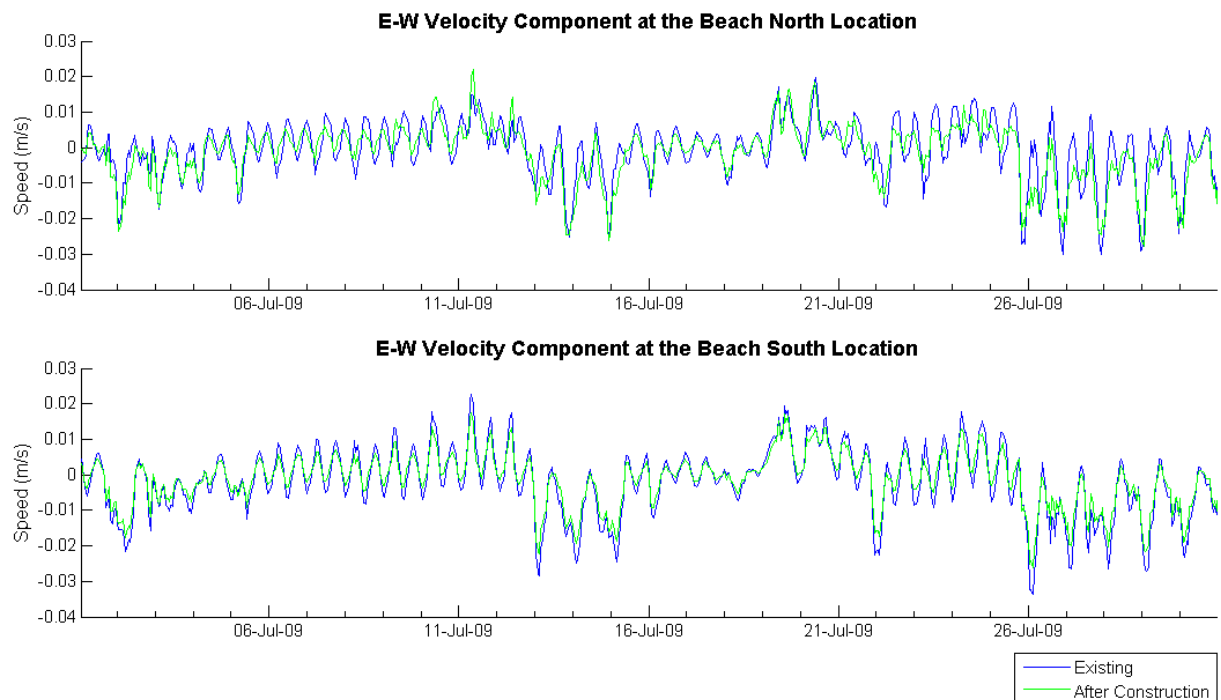 E-W Velocity Component at the Beach North Location
0.03
0.02
0.01
0
-0.01
-0.02
-0.03
-0.04
Speed (m/s)
06-Jul-09 11-Jul-09 16-Jul-09 21-Jul-09 26-Jul-09
E-W Velocity Component at the Beach South Location
0.03
0.02
0.01
0
-0.01
-0.02
-0.03
-0.04
Speed (m/s)
06-Jul-09 11-Jul-09 16-Jul-09 21-Jul-09 26-Jul-09
Existing
After Construction